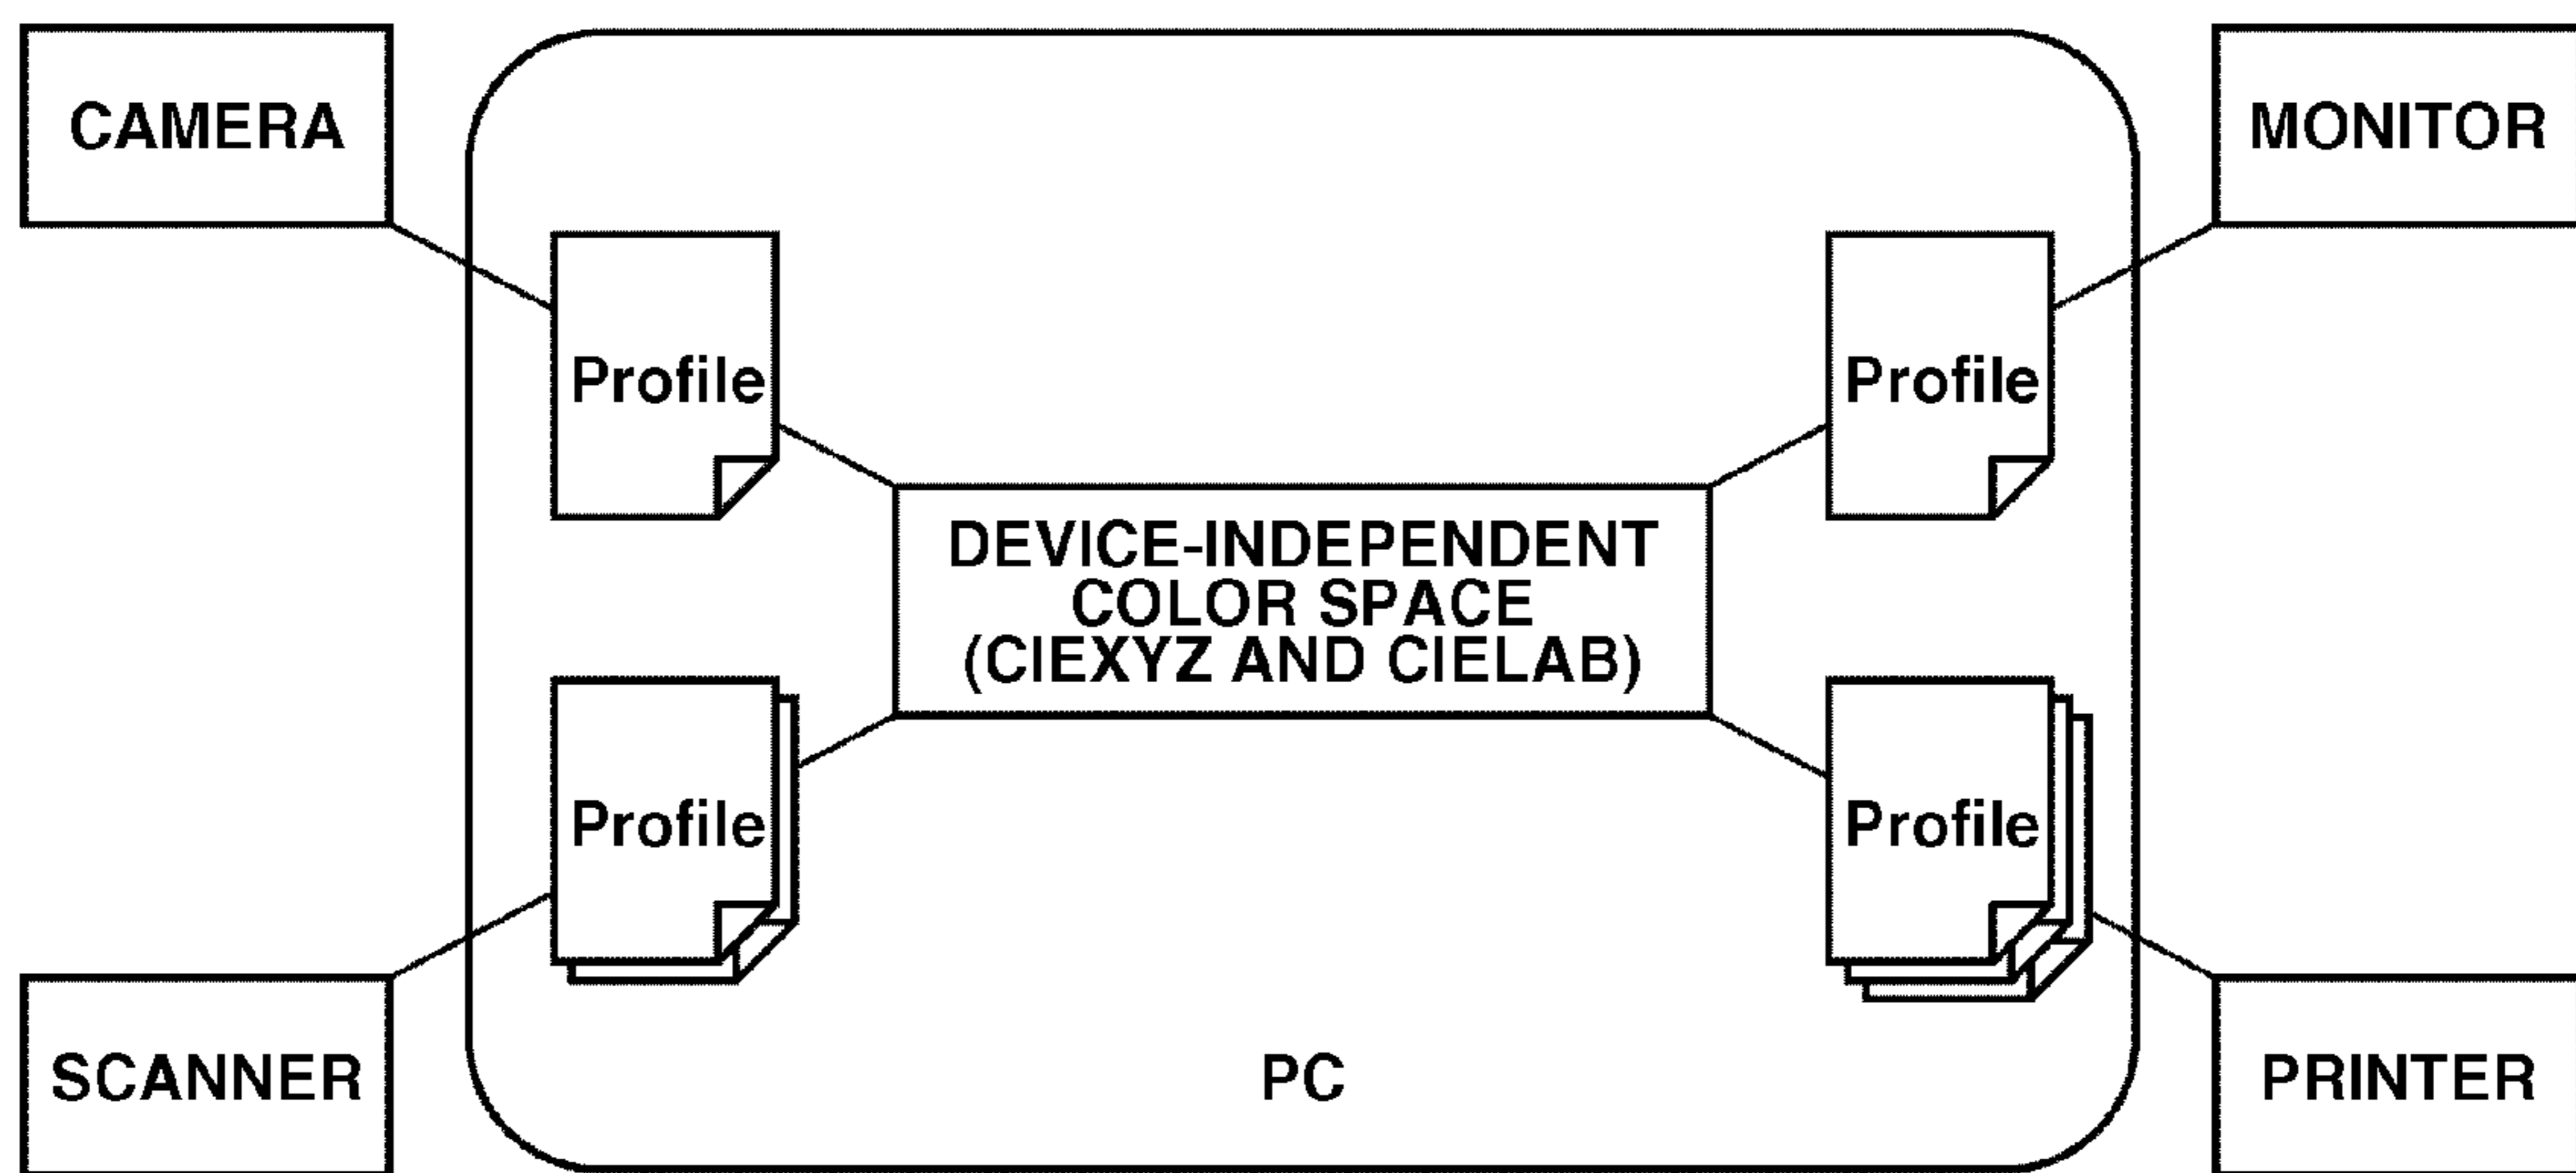 CAMERA
MONITOR
Profile
Profile
DEVICE-INDEPENDENT
COLOR SPACE
(CIEXYZ AND CIELAB)
Profile
Profile
SCANNER
PC
PRINTER